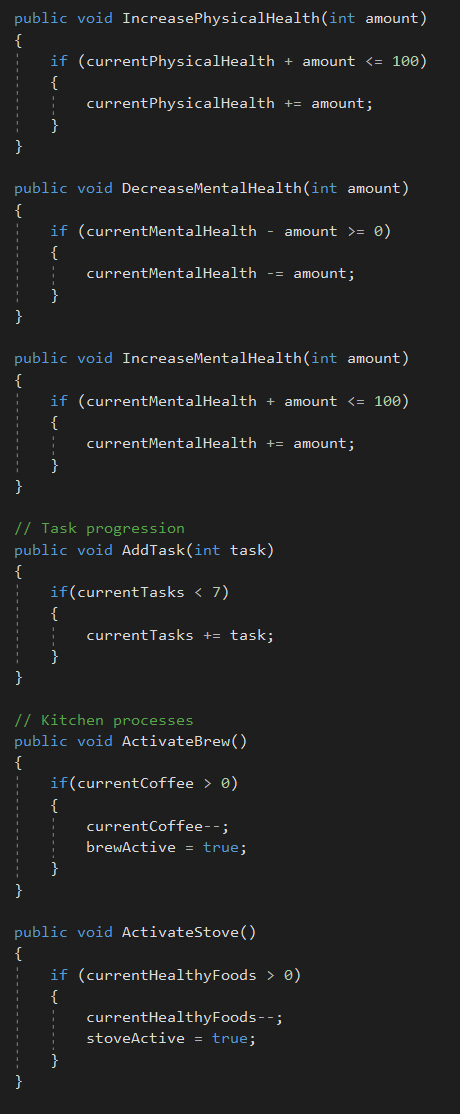 public void IncreasePhysicalHealth(int amount)
{
    if (currentPhysicalHealth + amount <= 100)
    {
        currentPhysicalHealth += amount;
    }
}

public void DecreaseMentalHealth(int amount)
{
    if (currentMentalHealth - amount >= 0)
    {
        currentMentalHealth -= amount;
    }
}

public void IncreaseMentalHealth(int amount)
{
    if (currentMentalHealth + amount <= 100)
    {
        currentMentalHealth += amount;
    }
}

// Task progression
public void AddTask(int task)
{
    if(currentTasks < 7)
    {
        currentTasks += task;
    }
}

// Kitchen processes
public void ActivateBrew()
{
    if(currentCoffee > 0)
    {
        currentCoffee--;
        brewActive = true;
    }
}

public void ActivateStove()
{
    if (currentHealthyFoods > 0)
    {
        currentHealthyFoods--;
        stoveActive = true;
    }
}